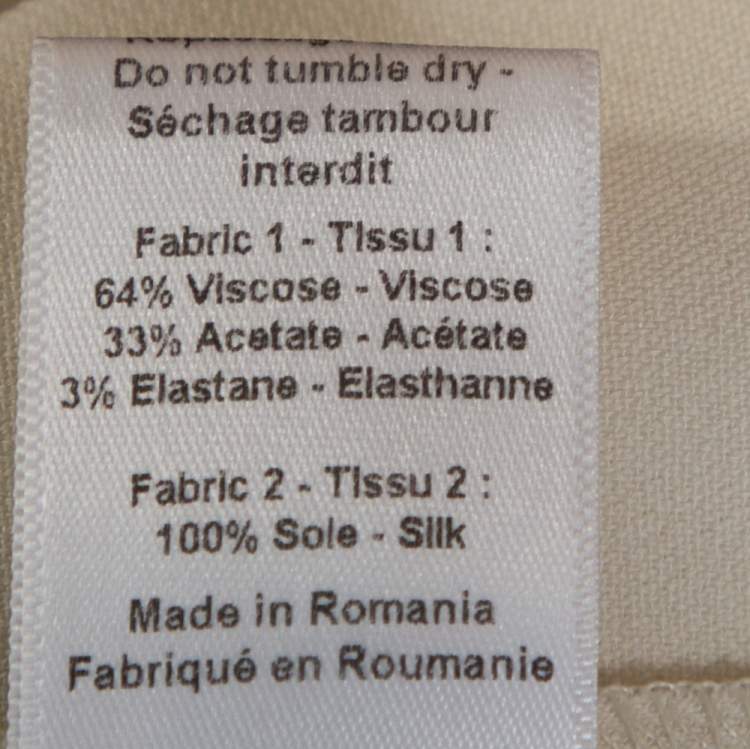 Do not tumble dry -
Séchage tambour
interdit
Fabric 1 - Tissu 1 :
64% Viscose - Viscose
33% Acetate - Acétate
3% Elastane - Elasthanne
Fabric 2 - Tissu 2 :
100% Soie - Silk
Made in Romania
Fabriqué en Roumanie